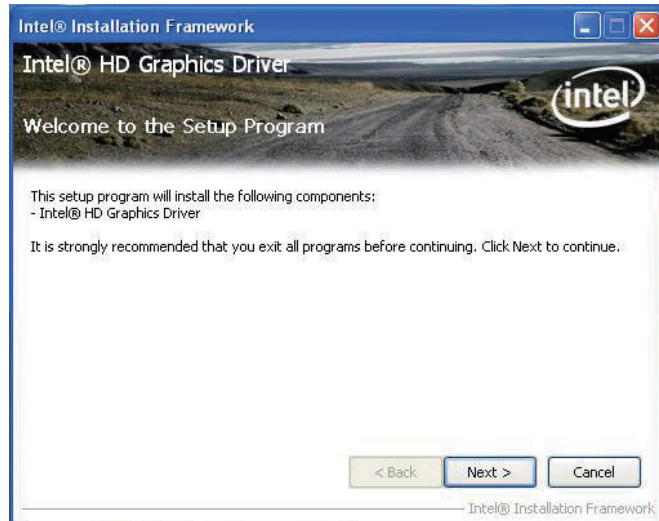 Intel® Installation Framework
Intel® HD Graphics Driver
intel
Welcome to the Setup Program
This setup program will install the following components:
- Intel® HD Graphics Driver
It is strongly recommended that you exit all programs before continuing. Click Next to continue.
< Back Next > Cancel
Intel® Installation Framework